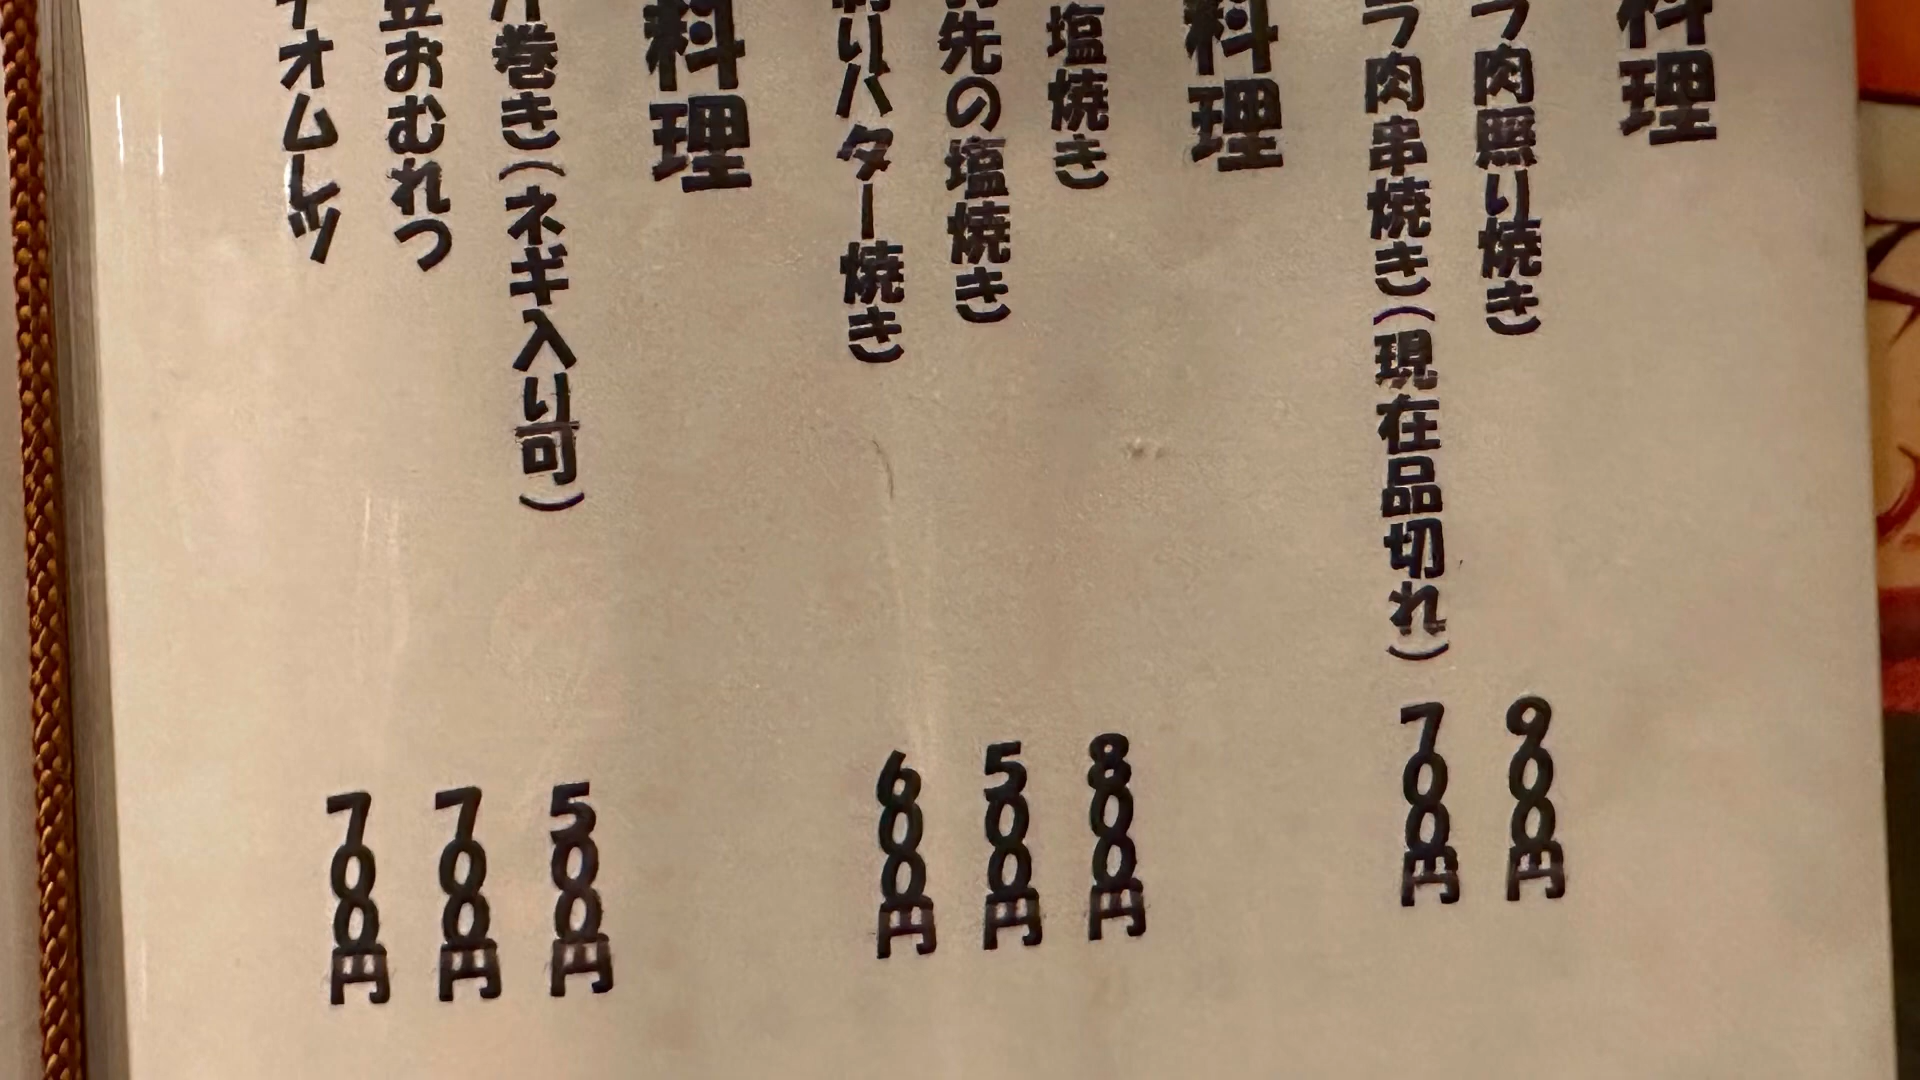 料理
フ肉照り焼き 900円
ラ肉串焼き(現在品切れ) 700円
料理
塩焼き 800円
先の塩焼き 500円
りバター焼き 600円
料理
巻き(ネギ入り可) 500円
おむれつ 700円
オムレツ 700円